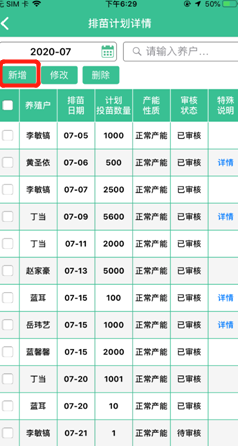 无 SIM 卡 下午6:29 50%
排苗计划详情
2020-07 请输入养户...
新增 修改 删除
养殖户 排苗日期 计划投苗数量 产能性质 审核状态 特殊说明
李敏镐 07-05 1000 正常产能 已审核
黄圣依 07-06 500 正常产能 已审核 详情
李敏镐 07-07 2500 正常产能 已审核
丁当 07-09 5600 正常产能 已审核 详情
丁当 07-11 2000 正常产能 已审核
赵家豪 07-13 5000 正常产能 已审核
蓝耳 07-15 100 正常产能 已审核 详情
岳玮艺 07-15 1000 正常产能 已审核 详情
蓝馨馨 07-15 2000 正常产能 已审核
丁当 07-20 1001 正常产能 已审核
蓝耳 07-20 10 正常产能 已审核
李敏镐 07-21 1 正常产能 待审核